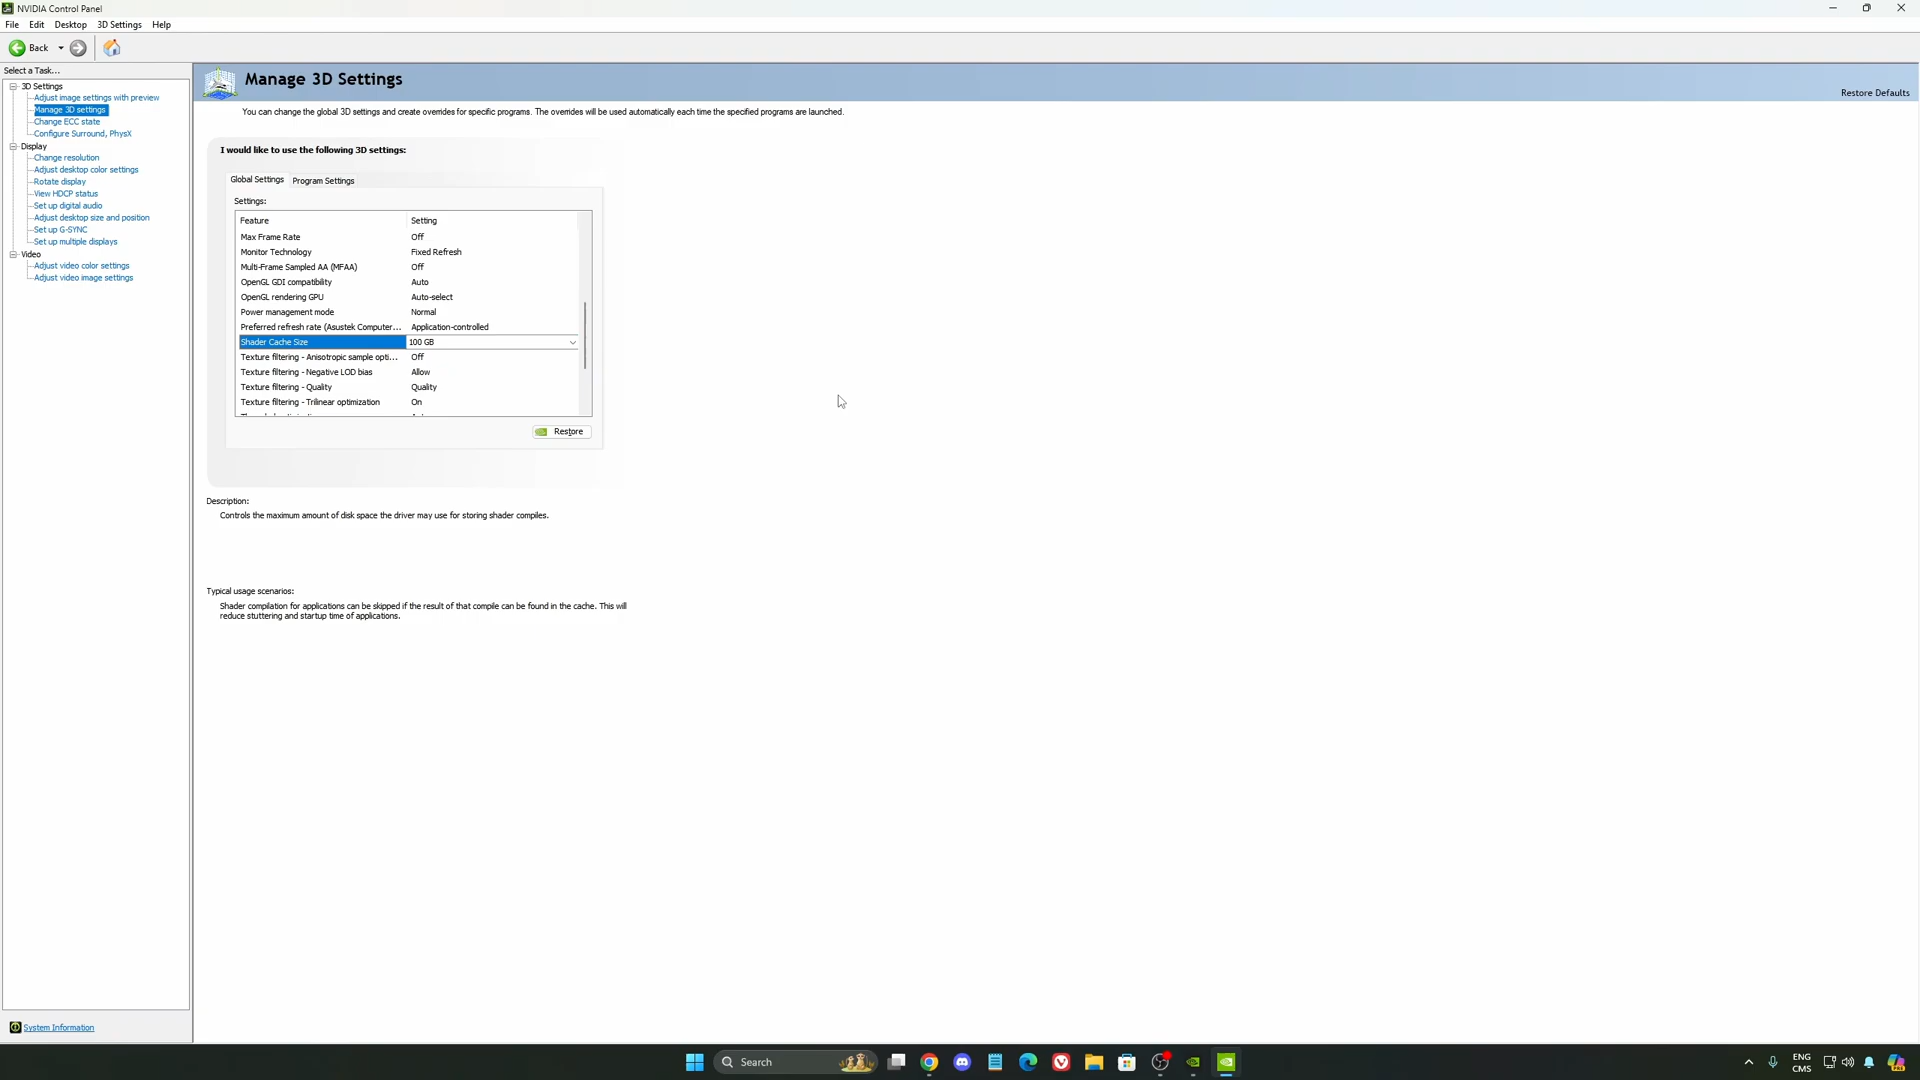 NVIDIA Control Panel
File Edit Desktop 3D Settings Help
Back
Select a Task...
3D Settings
Adjust image settings with preview
Manage 3D settings
Change ECC state
Configure Surround, PhysX
Display
Change resolution
Adjust desktop color settings
Rotate display
View HDCP status
Set up digital audio
Adjust desktop size and position
Set up G-SYNC
Set up multiple displays
Video
Adjust video color settings
Adjust video image settings
System Information
Manage 3D Settings
Restore Defaults
You can change the global 3D settings and create overrides for specific programs. The overrides will be used automatically each time the specified programs are launched.
I would like to use the following 3D settings:
Global Settings Program Settings
Settings:
Feature Setting
Max Frame Rate Off
Monitor Technology Fixed Refresh
Multi-Frame Sampled AA (MFAA) Off
OpenGL GDI compatibility Auto
OpenGL rendering GPU Auto-select
Power management mode Normal
Preferred refresh rate (Asustek Computer... Application-controlled
Shader Cache Size 100 GB
Texture filtering - Anisotropic sample opti... Off
Texture filtering - Negative LOD bias Allow
Texture filtering - Quality Quality
Texture filtering - Trilinear optimization On
Restore
Description:
Controls the maximum amount of disk space the driver may use for storing shader compiles.
Typical usage scenarios:
Shader compilation for applications can be skipped if the result of that compile can be found in the cache. This will
reduce stuttering and startup time of applications.
Search
ENG
CMS